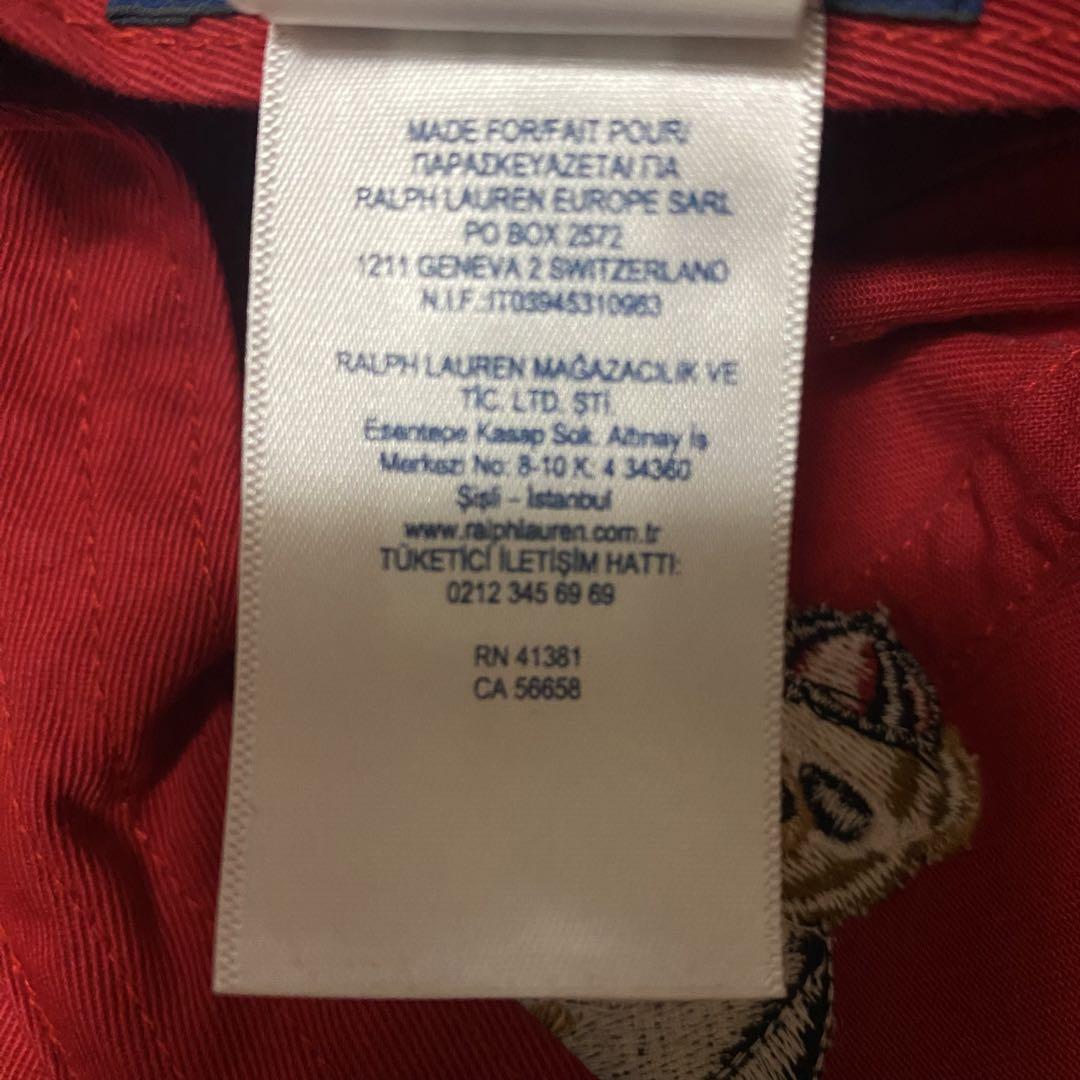 MADE FOR/FAIT POUR/
ΠΑΡΑΣΚΕΥΑΖΕΤΑΙ ΓΙΑ
RALPH LAUREN EUROPE SARL
PO BOX 2572
1211 GENEVA 2 SWITZERLAND
N.I.F.:IT03945310963
RALPH LAUREN MAĞAZACILIK VE
TİC. LTD. ŞTİ.
Esentepe Kasap Sok. Altınay İş
Merkezi No: 8-10 K: 4 34360
Şişli – İstanbul
www.ralphlauren.com.tr
TÜKETİCİ İLETİŞİM HATTI:
0212 345 69 69
RN 41381
CA 56658